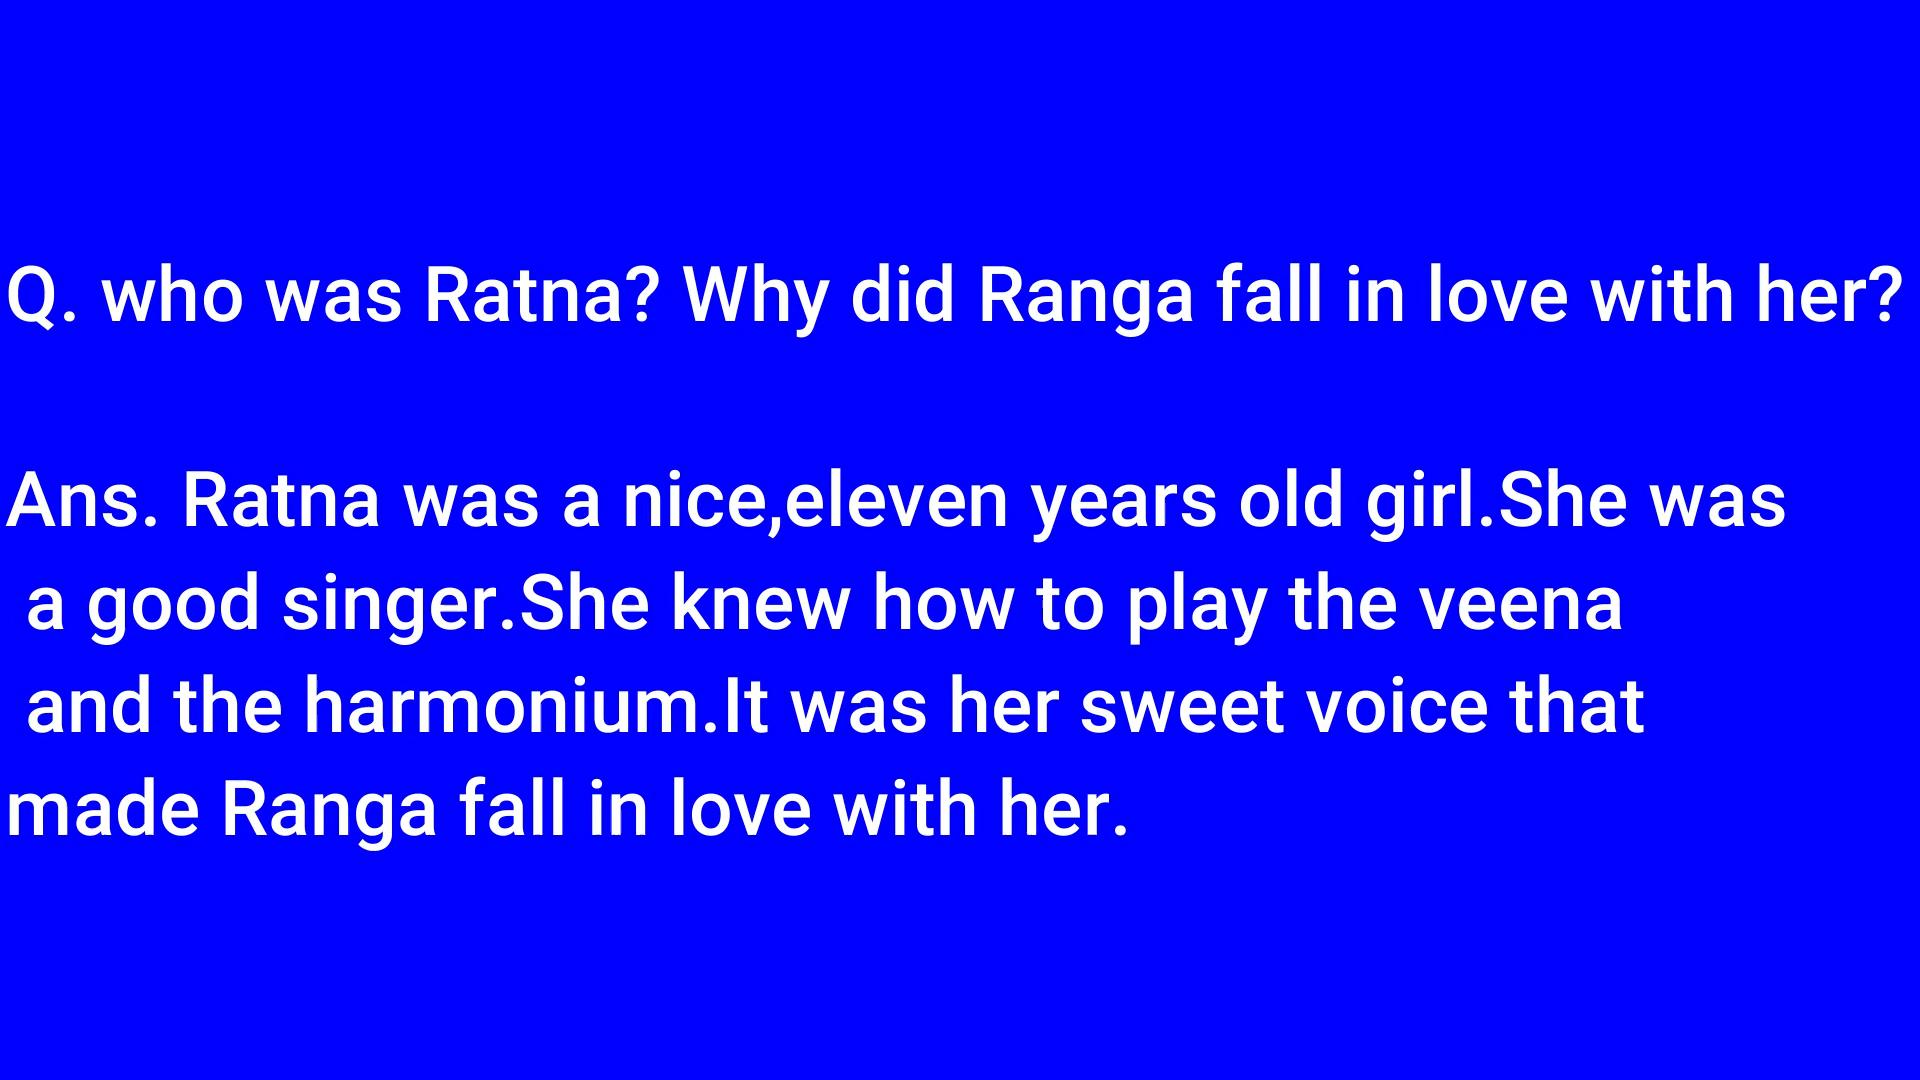 Q. who was Ratna? Why did Ranga fall in love with her?
Ans. Ratna was a nice,eleven years old girl.She was
a good singer.She knew how to play the veena
and the harmonium.It was her sweet voice that
made Ranga fall in love with her.